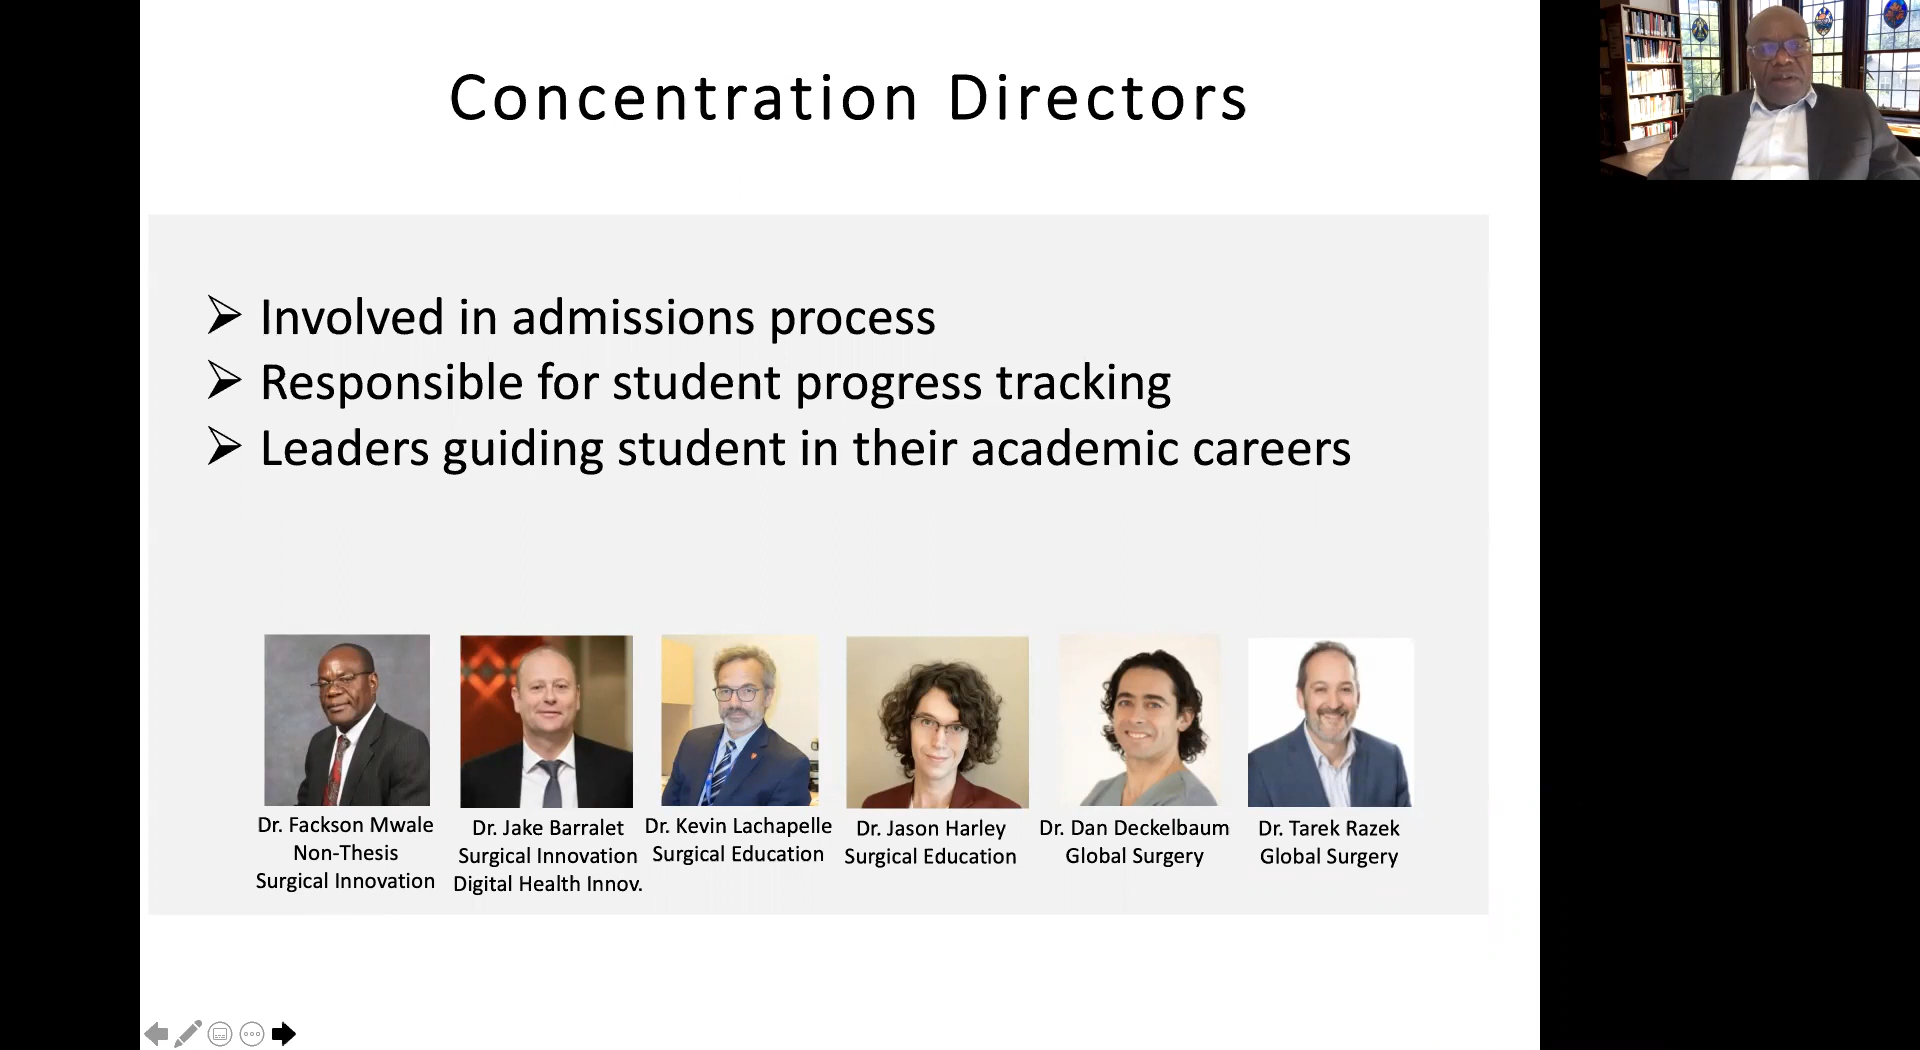 Concentration Directors
Involved in admissions process
Responsible for student progress tracking
Leaders guiding student in their academic careers
Dr. Fackson Mwale
Non-Thesis
Surgical Innovation
Dr. Jake Barralet
Surgical Innovation
Digital Health Innov.
Dr. Kevin Lachapelle
Surgical Education
Dr. Jason Harley
Surgical Education
Dr. Dan Deckelbaum
Global Surgery
Dr. Tarek Razek
Global Surgery